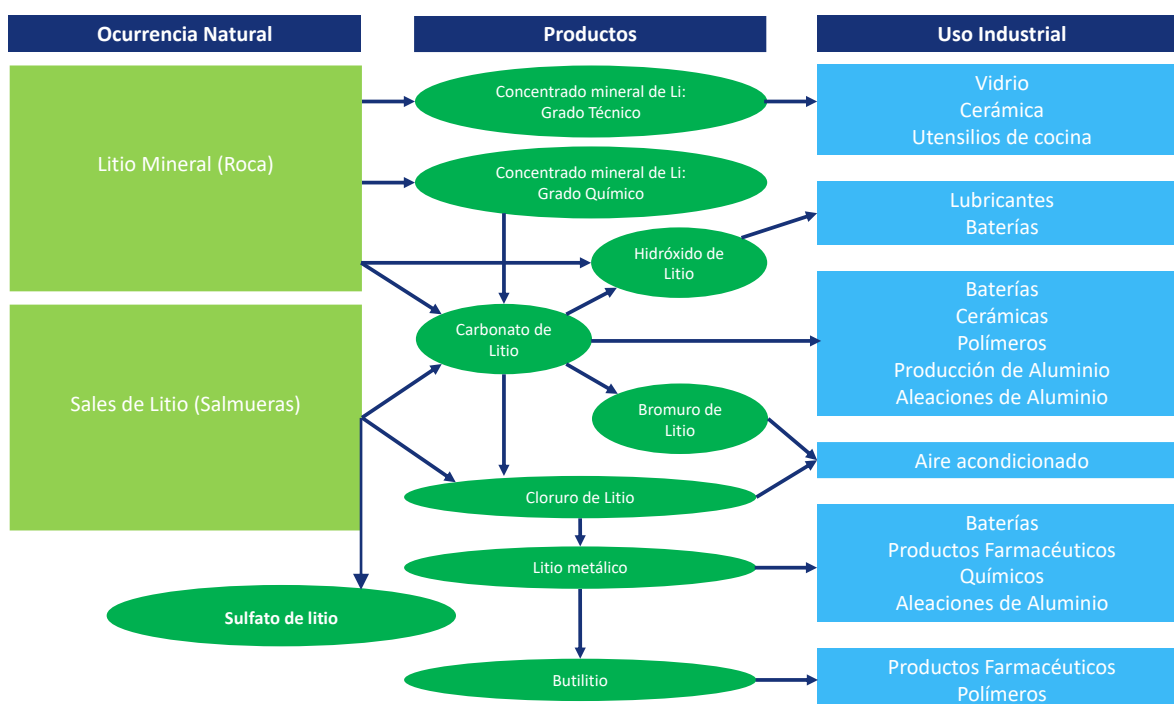 Ocurrencia Natural
Productos
Uso Industrial
Litio Mineral (Roca)
Sales de Litio (Salmueras)
Sulfato de litio
Concentrado mineral de Li:
Grado Técnico
Concentrado mineral de Li:
Grado Químico
Hidróxido de
Litio
Carbonato de
Litio
Bromuro de
Litio
Cloruro de Litio
Litio metálico
Butilitio
Vidrio
Cerámica
Utensilios de cocina
Lubricantes
Baterías
Baterías
Cerámicas
Polímeros
Producción de Aluminio
Aleaciones de Aluminio
Aire acondicionado
Baterías
Productos Farmacéuticos
Químicos
Aleaciones de Aluminio
Productos Farmacéuticos
Polímeros